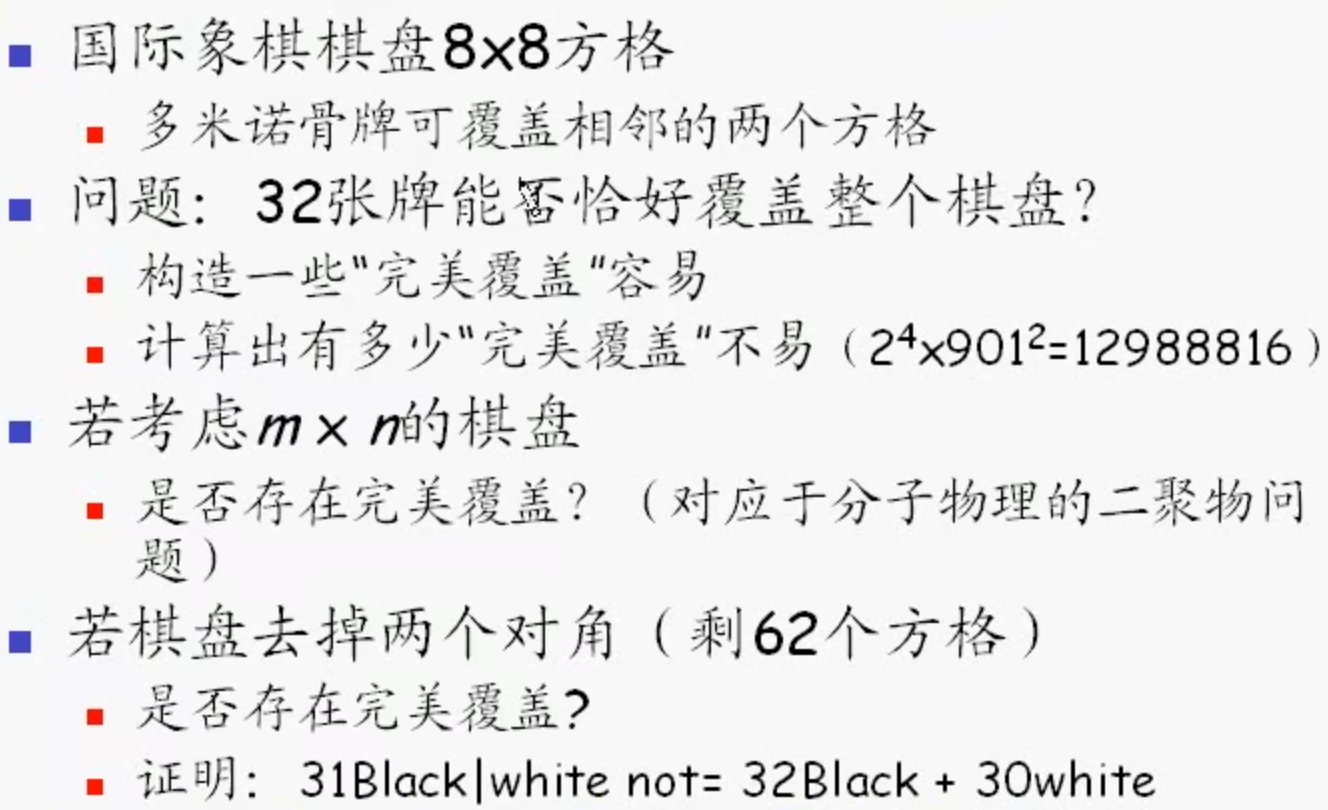 国际象棋棋盘8x8方格
多米诺骨牌可覆盖相邻的两个方格
问题： 32张牌能否恰好覆盖整个棋盘？
构造一些"完美覆盖"容易
计算出有多少"完美覆盖"不易（2⁴x901²=12988816）
若考虑m x n的棋盘
是否存在完美覆盖？（对应于分子物理的二聚物问
题）
若棋盘去掉两个对角（剩62个方格）
是否存在完美覆盖?
证明： 31Black|white not= 32Black + 30white